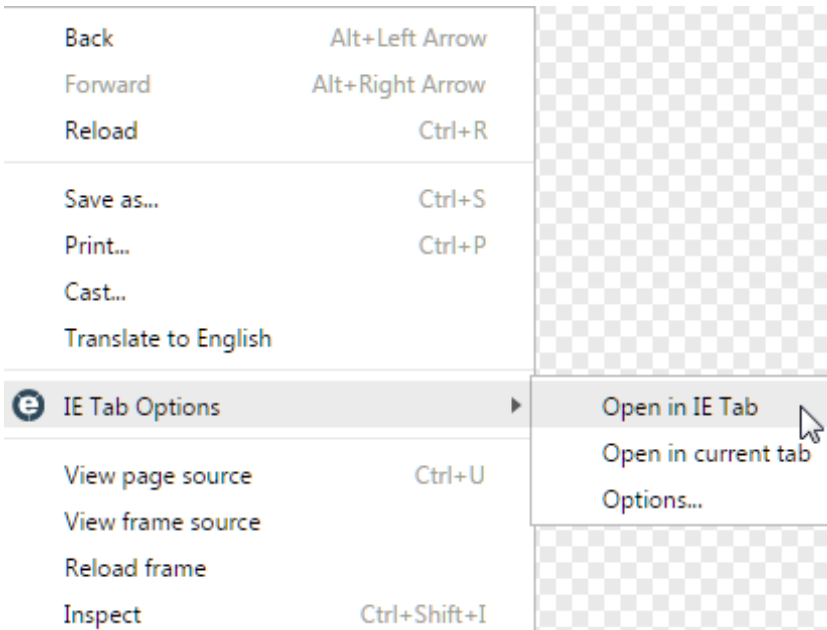 Back Alt+Left Arrow
Forward Alt+Right Arrow
Reload Ctrl+R
Save as... Ctrl+S
Print... Ctrl+P
Cast...
Translate to English
IE Tab Options
Open in IE Tab
Open in current tab
Options...
View page source Ctrl+U
View frame source
Reload frame
Inspect Ctrl+Shift+I